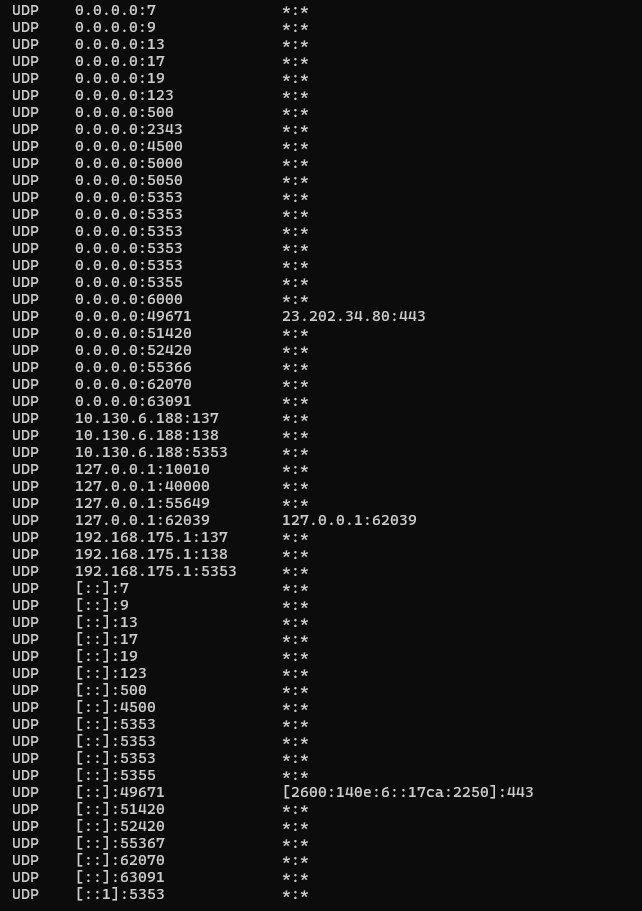 UDP 0.0.0.0:7 *:*
UDP 0.0.0.0:9 *:*
UDP 0.0.0.0:13 *:*
UDP 0.0.0.0:17 *:*
UDP 0.0.0.0:19 *:*
UDP 0.0.0.0:123 *:*
UDP 0.0.0.0:500 *:*
UDP 0.0.0.0:2343 *:*
UDP 0.0.0.0:4500 *:*
UDP 0.0.0.0:5000 *:*
UDP 0.0.0.0:5050 *:*
UDP 0.0.0.0:5353 *:*
UDP 0.0.0.0:5353 *:*
UDP 0.0.0.0:5353 *:*
UDP 0.0.0.0:5353 *:*
UDP 0.0.0.0:5353 *:*
UDP 0.0.0.0:5355 *:*
UDP 0.0.0.0:6000 *:*
UDP 0.0.0.0:49671 23.202.34.80:443
UDP 0.0.0.0:51420 *:*
UDP 0.0.0.0:52420 *:*
UDP 0.0.0.0:55366 *:*
UDP 0.0.0.0:62070 *:*
UDP 0.0.0.0:63091 *:*
UDP 10.130.6.188:137 *:*
UDP 10.130.6.188:138 *:*
UDP 10.130.6.188:5353 *:*
UDP 127.0.0.1:10010 *:*
UDP 127.0.0.1:40000 *:*
UDP 127.0.0.1:55649 *:*
UDP 127.0.0.1:62039 127.0.0.1:62039
UDP 192.168.175.1:137 *:*
UDP 192.168.175.1:138 *:*
UDP 192.168.175.1:5353 *:*
UDP [::]:7 *:*
UDP [::]:9 *:*
UDP [::]:13 *:*
UDP [::]:17 *:*
UDP [::]:19 *:*
UDP [::]:123 *:*
UDP [::]:500 *:*
UDP [::]:4500 *:*
UDP [::]:5353 *:*
UDP [::]:5353 *:*
UDP [::]:5353 *:*
UDP [::]:5355 *:*
UDP [::]:49671 [2600:140e:6::17ca:2250]:443
UDP [::]:51420 *:*
UDP [::]:52420 *:*
UDP [::]:55367 *:*
UDP [::]:62070 *:*
UDP [::]:63091 *:*
UDP [::1]:5353 *:*